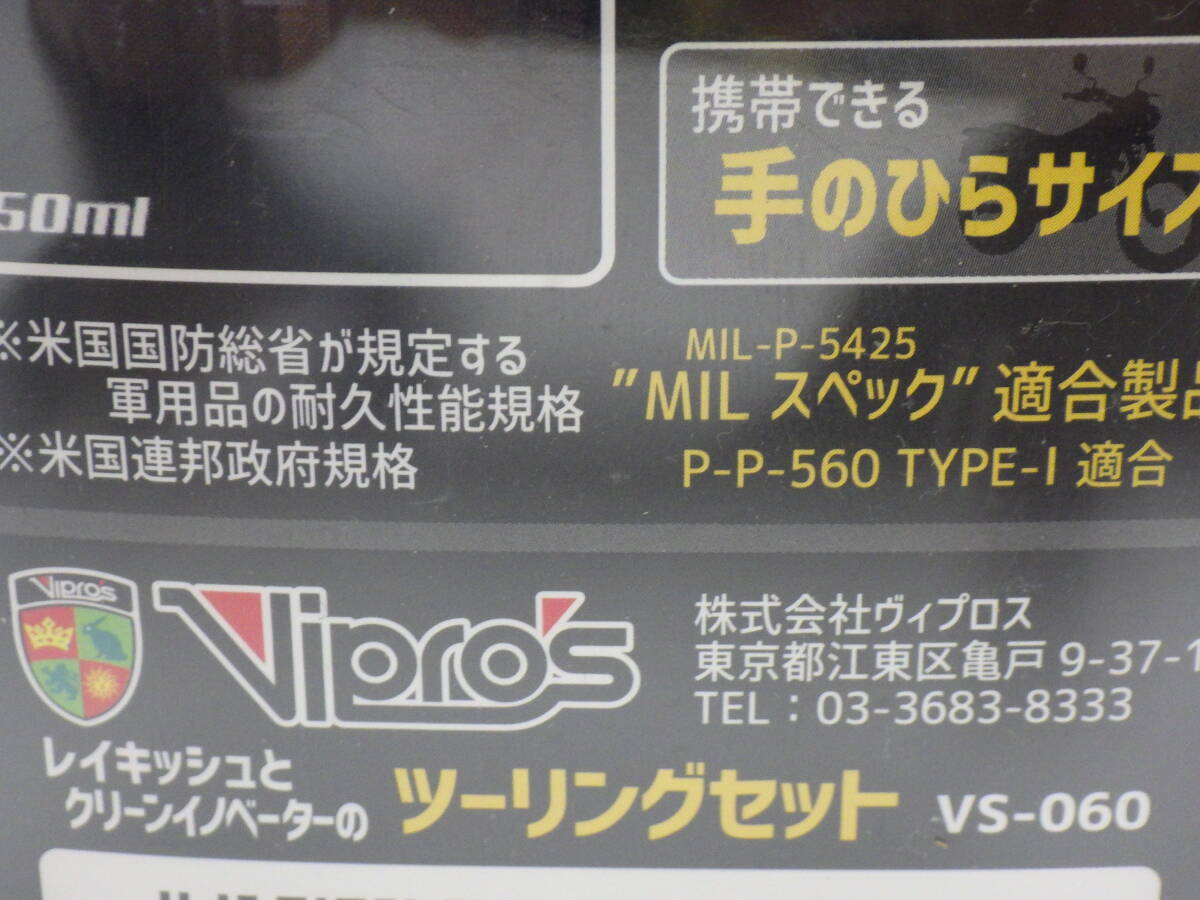 50ml
携帯できる
手のひらサイズ
※米国国防総省が規定する
軍用品の耐久性能規格
※米国連邦政府規格
MIL-P-5425
"MIL スペック" 適合製品
P-P-560 TYPE-I 適合
Vipro's
Vipro's
株式会社ヴィプロス
東京都江東区亀戸 9-37-1
TEL：03-3683-8333
レイキッシュと
クリーンイノベーターの
ツーリングセット VS-060